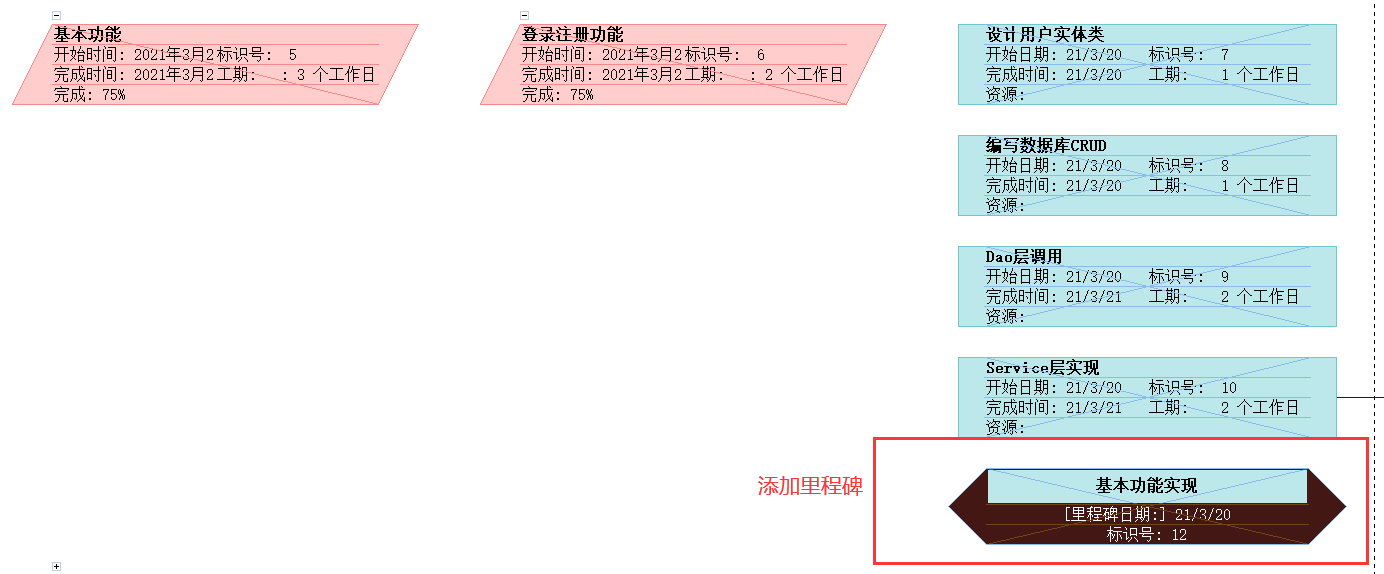 基本功能
开始时间: 2021年3月2 标识号: 5
完成时间: 2021年3月2 工期: : 3 个工作日
完成: 75%
登录注册功能
开始时间: 2021年3月2 标识号: 6
完成时间: 2021年3月2 工期: : 2 个工作日
完成: 75%
设计用户实体类
开始日期: 21/3/20 标识号: 7
完成时间: 21/3/20 工期: 1 个工作日
资源:
编写数据库CRUD
开始日期: 21/3/20 标识号: 8
完成时间: 21/3/20 工期: 1 个工作日
资源:
Dao层调用
开始日期: 21/3/20 标识号: 9
完成时间: 21/3/21 工期: 2 个工作日
资源:
Service层实现
开始日期: 21/3/20 标识号: 10
完成时间: 21/3/21 工期: 2 个工作日
资源:
添加里程碑
基本功能实现
[里程碑日期:] 21/3/20
标识号: 12